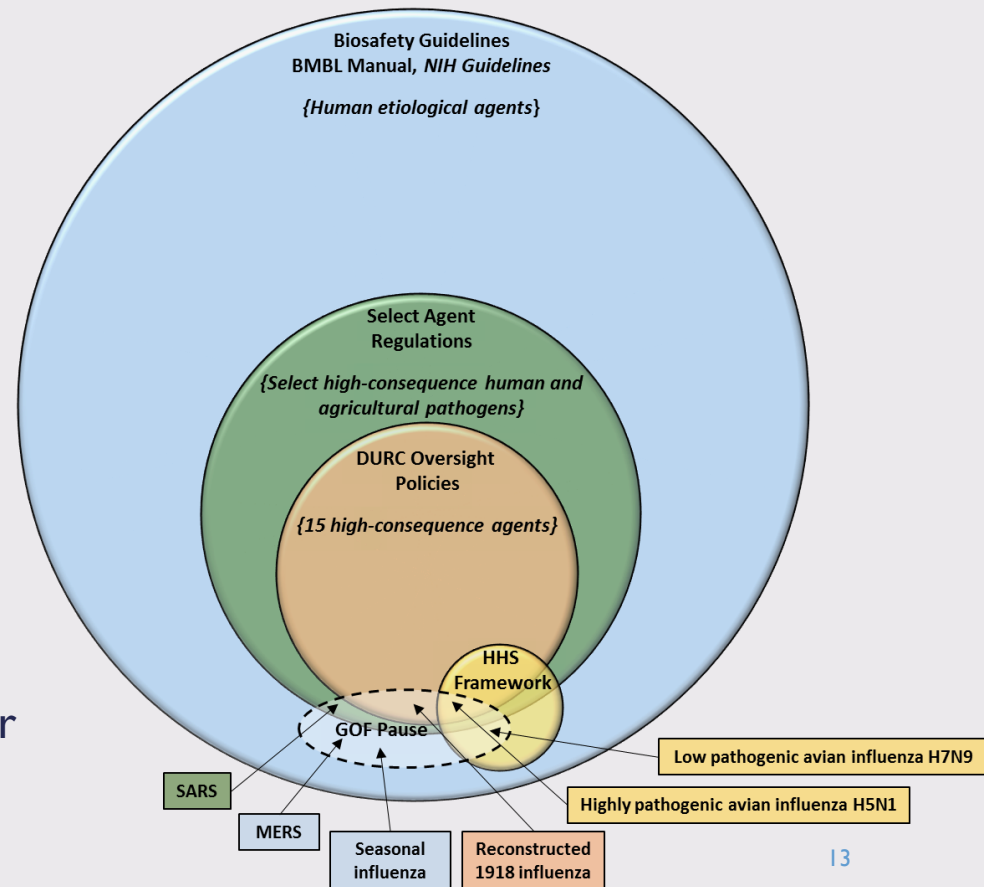 Biosafety Guidelines
BMBL Manual, NIH Guidelines
{Human etiological agents}
Select Agent
Regulations
{Select high-consequence human and
agricultural pathogens}
DURC Oversight
Policies
{15 high-consequence agents}
HHS
Framework
GOF Pause
r
Low pathogenic avian influenza H7N9
SARS
Highly pathogenic avian influenza H5N1
MERS
Seasonal
influenza
Reconstructed
1918 influenza
13